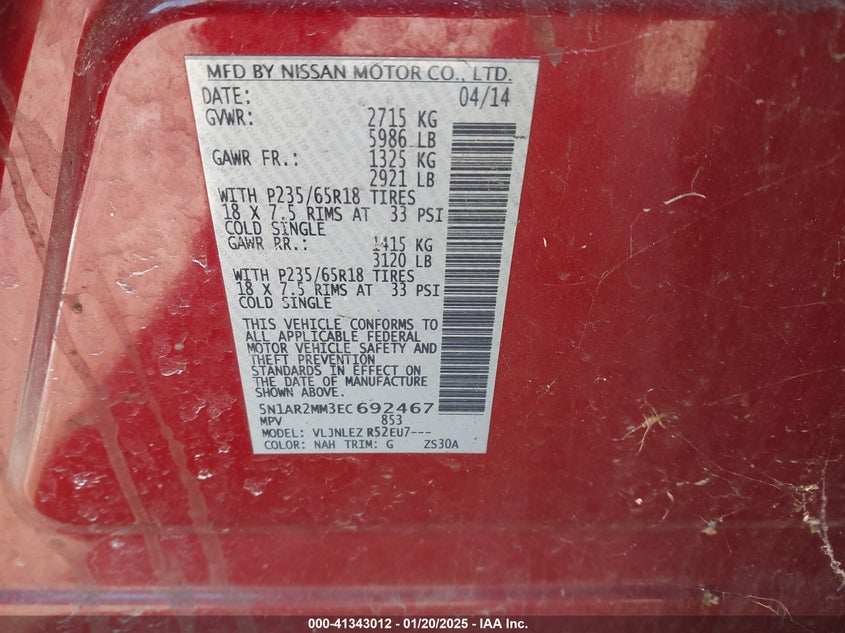 MFD BY NISSAN MOTOR CO., LTD.
DATE: 04/14
GVWR: 2715 KG
5986 LB
GAWR FR.: 1325 KG
2921 LB
WITH P235/65R18 TIRES
18 X 7.5 RIMS AT 33 PSI
COLD SINGLE
GAWR RR.: 1415 KG
3120 LB
WITH P235/65R18 TIRES
18 X 7.5 RIMS AT 33 PSI
COLD SINGLE
THIS VEHICLE CONFORMS TO
ALL APPLICABLE FEDERAL
MOTOR VEHICLE SAFETY AND
THEFT PREVENTION
STANDARDS IN EFFECT ON
THE DATE OF MANUFACTURE
SHOWN ABOVE.
5N1AR2MM3EC692467
MPV 853
MODEL: VLJNLEZ R52EU7---
COLOR: NAH TRIM: G ZS30A
000-41343012 - 01/20/2025 - IAA Inc.